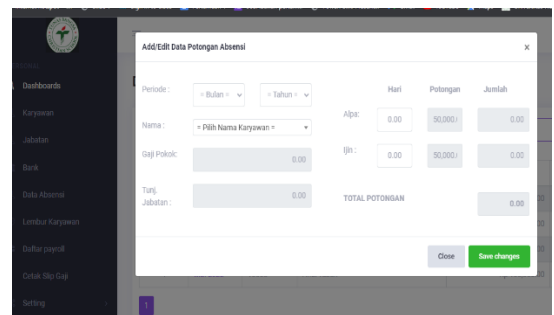 Add/Edit Data Potongan Absensi x
Dashboards
Karyawan
Jabatan
Bank
Data Absensi
Lembur Karyawan
Daftar payroll
Cetak Slip Gaji
Setting
Periode : = Bulan = = Tahun =
Nama : = Pilih Nama Karyawan =
Gaji Pokok: 0.00
Tunj.
Jabatan : 0.00
Hari Potongan Jumlah
Alpa: 0.00 50,000.( 0.00
Ijin : 0.00 50,000.( 0.00
TOTAL POTONGAN 0.00
Close Save changes
1